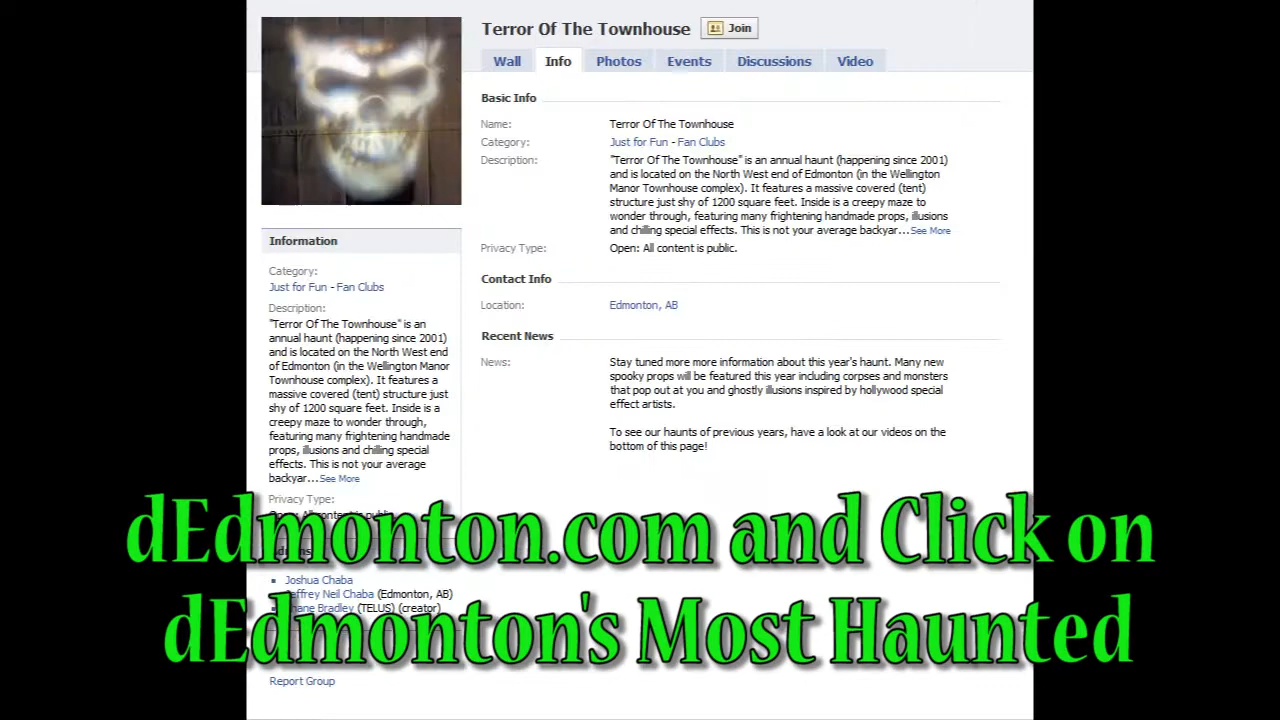 Terror Of The Townhouse
Join
Wall Info Photos Events Discussions Video
Basic Info
Name: Terror Of The Townhouse
Category: Just for Fun - Fan Clubs
Description: "Terror Of The Townhouse" is an annual haunt (happening since 2001)
and is located on the North West end of Edmonton (in the Wellington
Manor Townhouse complex). It features a massive covered (tent)
structure just shy of 1200 square feet. Inside is a creepy maze to
wonder through, featuring many frightening handmade props, illusions
and chilling special effects. This is not your average backyar...See More
Privacy Type: Open: All content is public.
Contact Info
Location: Edmonton, AB
Recent News
News: Stay tuned more more information about this year's haunt. Many new
spooky props will be featured this year including corpses and monsters
that pop out at you and ghostly illusions inspired by hollywood special
effect artists.
To see our haunts of previous years, have a look at our videos on the
bottom of this page!
Information
Category:
Just for Fun - Fan Clubs
Description:
"Terror Of The Townhouse" is an
annual haunt (happening since 2001)
and is located on the North West end
of Edmonton (in the Wellington Manor
Townhouse complex). It features a
massive covered (tent) structure just
shy of 1200 square feet. Inside is a
creepy maze to wonder through,
featuring many frightening handmade
props, illusions and chilling special
effects. This is not your average
backyar...See More
Privacy Type:
Open: All content is public.
dEdmonton.com and Click on
Joshua Chaba
Jeffrey Neil Chaba (Edmonton, AB)
Bradley (TELUS) (creator)
dEdmonton's Most Haunted
Report Group